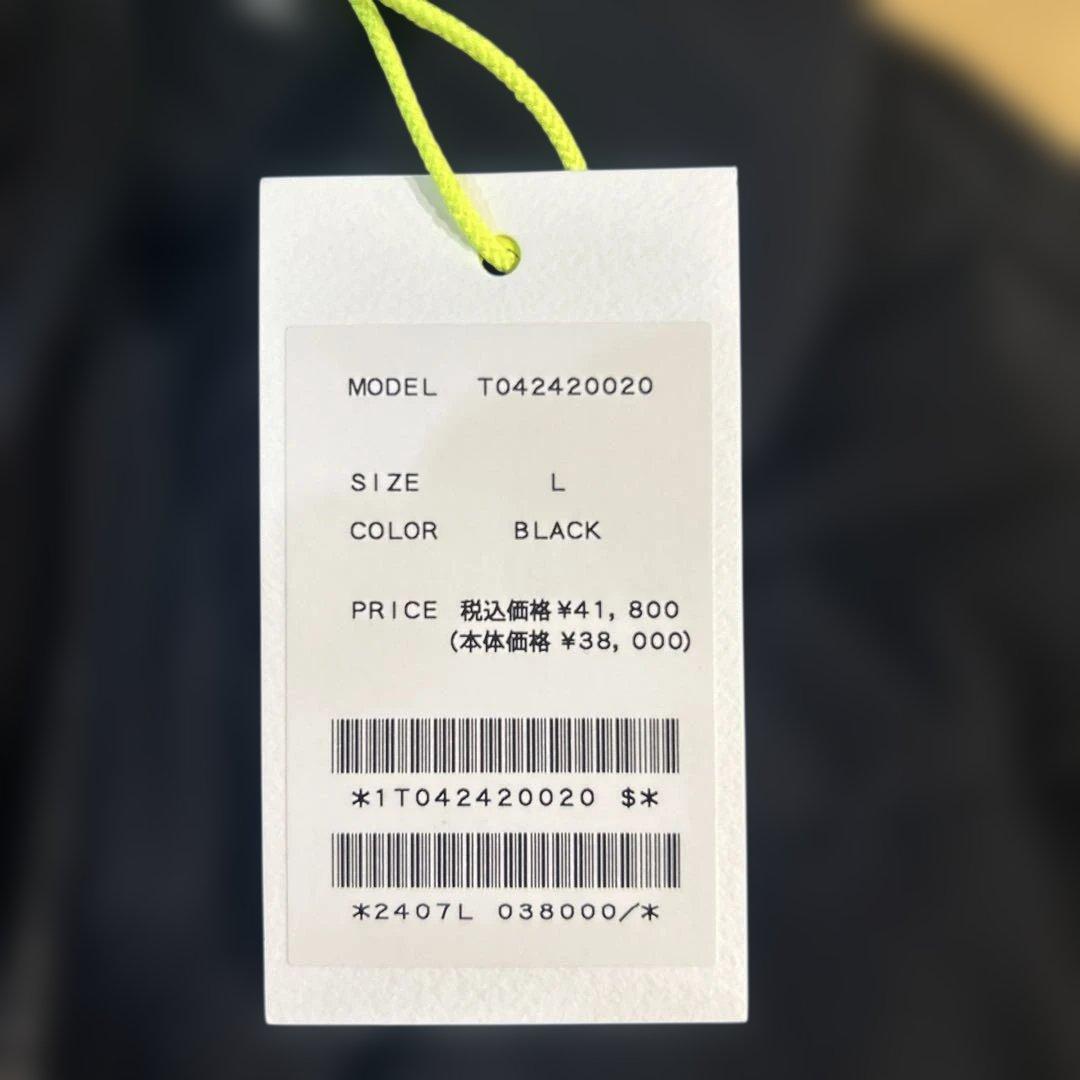 MODEL T042420020
SIZE L
COLOR BLACK
PRICE 税込価格 ¥41,800
(本体価格 ¥38,000)
*1T042420020 $*
*2407L 038000/*